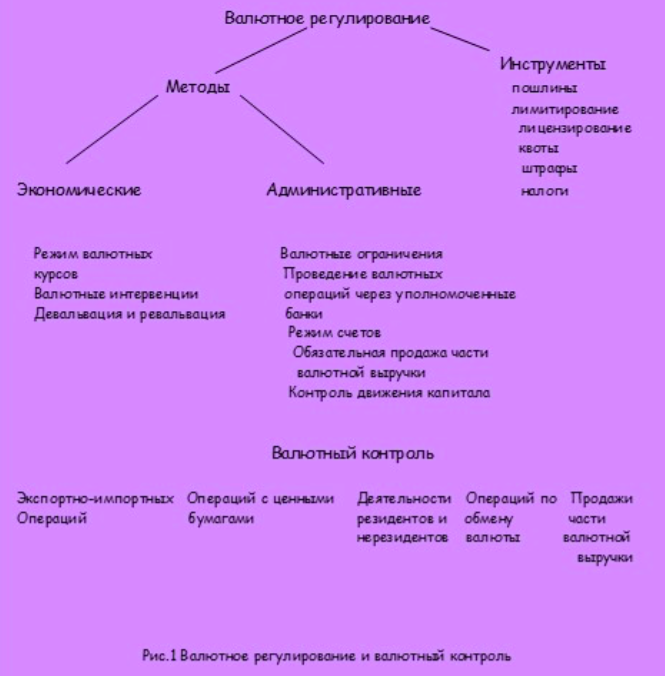 Валютное регулирование
Методы
Инструменты
пошлины
лимитирование
лицензирование
квоты
штрафы
налоги
Экономические
Режим валютных
курсов
Валютные интервенции
Девальвация и ревальвация
Административные
Валютные ограничения
Проведение валютных
операций через уполномоченные
банки
Режим счетов
Обязательная продажа части
валютной выручки
Контроль движения капитала
Валютный контроль
Экспортно-импортных
Операций
Операций с ценными
бумагами
Деятельности
резидентов и
нерезидентов
Операций по
обмену
валюты
Продажи
части
валютной
выручки
Рис.1 Валютное регулирование и валютный контроль